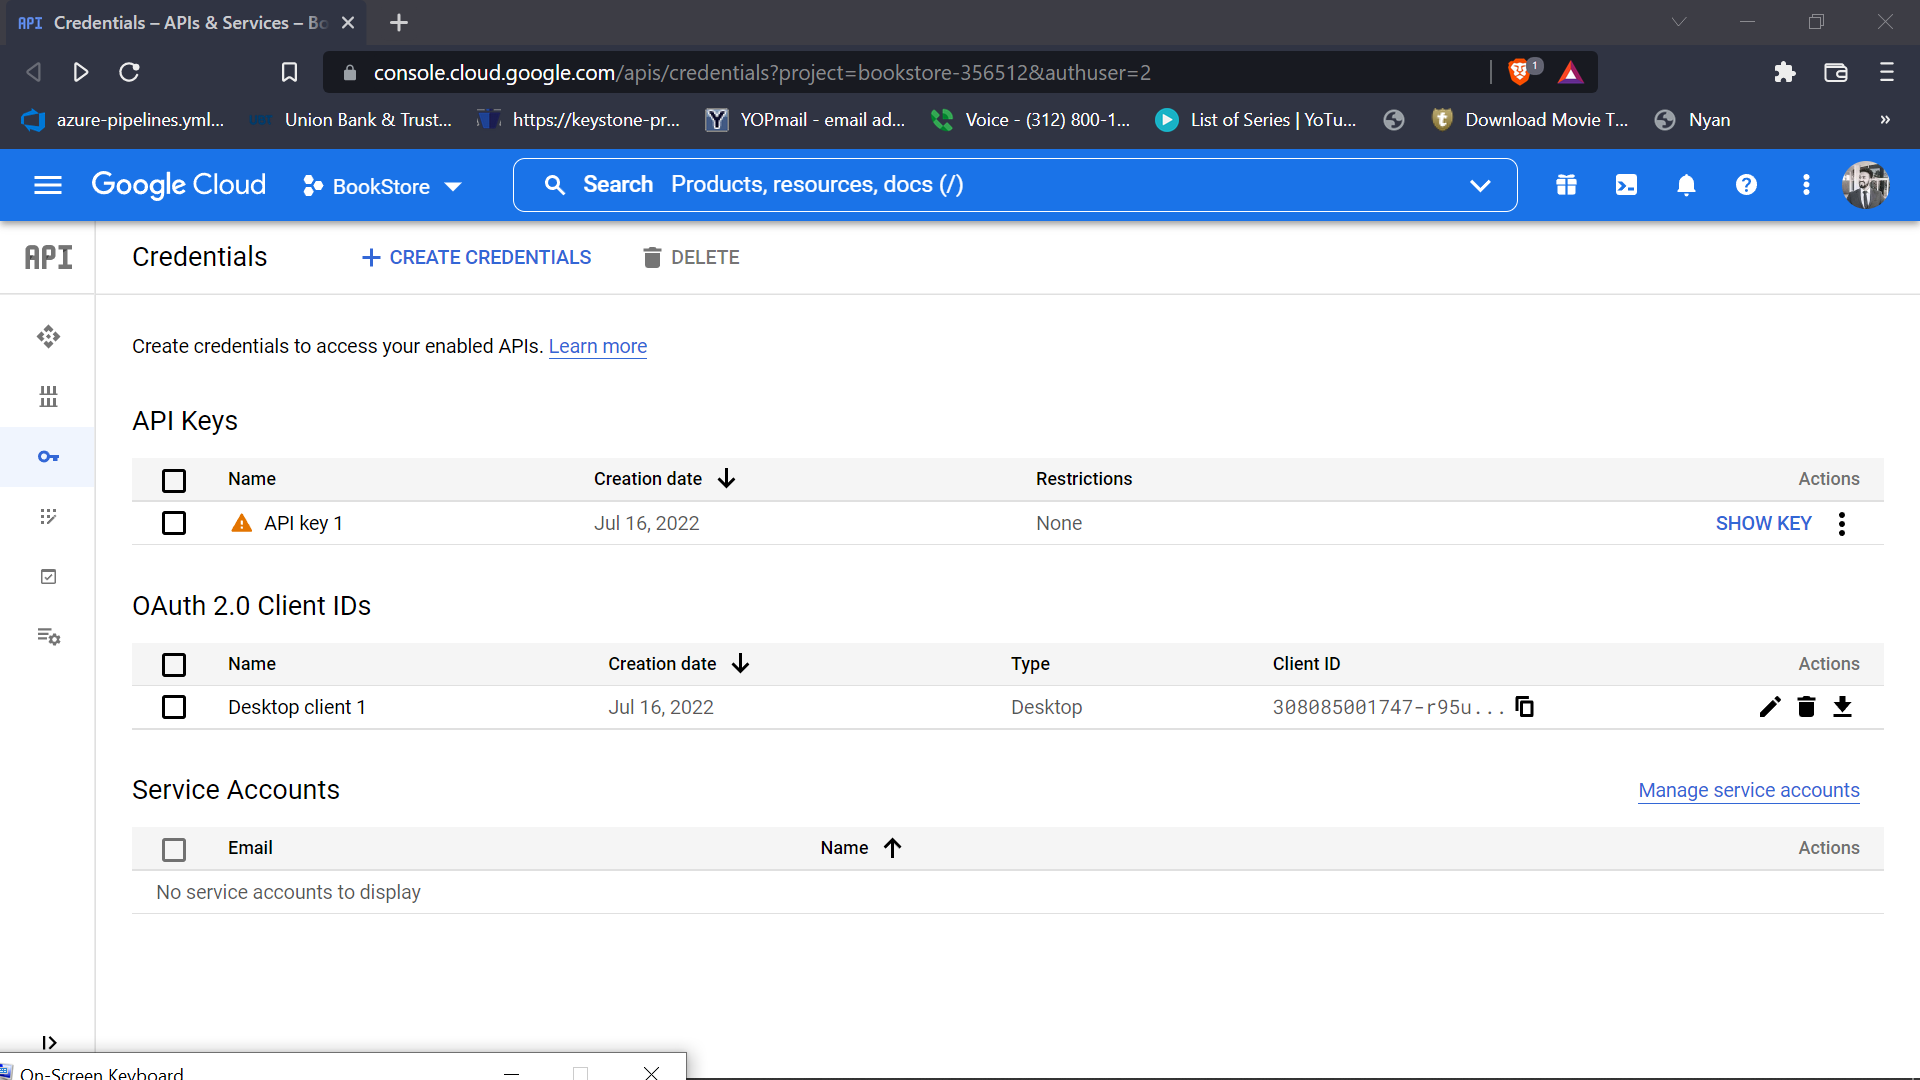 API Credentials – APIs & Services – Bo
console.cloud.google.com/apis/credentials?project=bookstore-356512&authuser=2
1
azure-pipelines.yml... UBT Union Bank & Trust... https://keystone-pr... YOPmail - email ad... Voice - (312) 800-1... List of Series | YoTu... Download Movie T... Nyan »
Google Cloud BookStore Search Products, resources, docs (/)
API Credentials + CREATE CREDENTIALS DELETE
Create credentials to access your enabled APIs. Learn more
API Keys
Name Creation date Restrictions Actions
API key 1 Jul 16, 2022 None SHOW KEY
OAuth 2.0 Client IDs
Name Creation date Type Client ID Actions
Desktop client 1 Jul 16, 2022 Desktop 308085001747-r95u...
Service Accounts Manage service accounts
Email Name Actions
No service accounts to display
On-Screen Keyboard